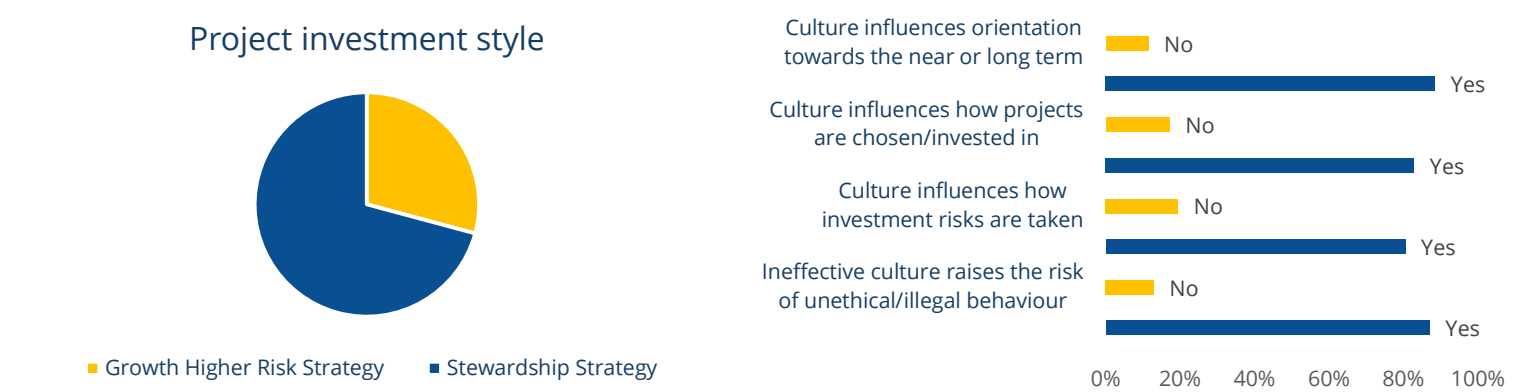 Project investment style
Growth Higher Risk Strategy
Stewardship Strategy
Culture influences orientation
towards the near or long term
No
Yes
Culture influences how projects
are chosen/invested in
No
Yes
Culture influences how
investment risks are taken
No
Yes
Ineffective culture raises the risk
of unethical/illegal behaviour
No
Yes
0% 20% 40% 60% 80% 100%